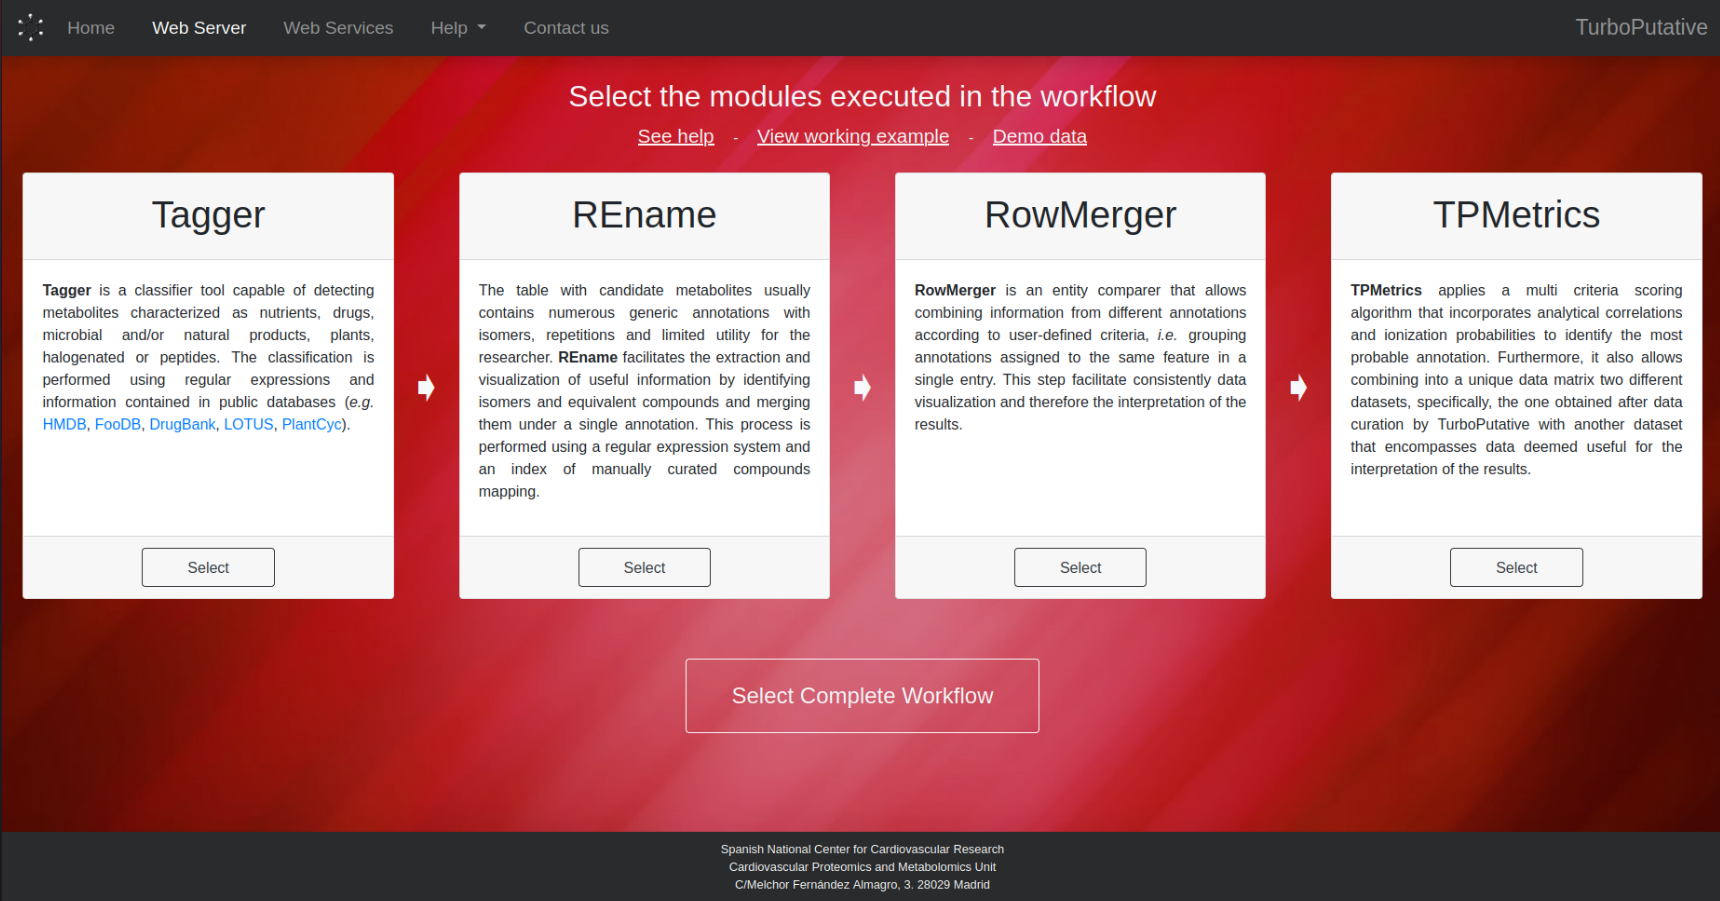 Home Web Server Web Services Help Contact us TurboPutative
Select the modules executed in the workflow
See help - View working example - Demo data
Tagger
Tagger is a classifier tool capable of detecting
metabolites characterized as nutrients, drugs,
microbial and/or natural products, plants,
halogenated or peptides. The classification is
performed using regular expressions and
information contained in public databases (e.g.
HMDB, FooDB, DrugBank, LOTUS, PlantCyc).
Select
REname
The table with candidate metabolites usually
contains numerous generic annotations with
isomers, repetitions and limited utility for the
researcher. REname facilitates the extraction and
visualization of useful information by identifying
isomers and equivalent compounds and merging
them under a single annotation. This process is
performed using a regular expression system and
an index of manually curated compounds
mapping.
Select
RowMerger
RowMerger is an entity comparer that allows
combining information from different annotations
according to user-defined criteria, i.e. grouping
annotations assigned to the same feature in a
single entry. This step facilitate consistently data
visualization and therefore the interpretation of the
results.
Select
TPMetrics
TPMetrics applies a multi criteria scoring
algorithm that incorporates analytical correlations
and ionization probabilities to identify the most
probable annotation. Furthermore, it also allows
combining into a unique data matrix two different
datasets, specifically, the one obtained after data
curation by TurboPutative with another dataset
that encompasses data deemed useful for the
interpretation of the results.
Select
Select Complete Workflow
Spanish National Center for Cardiovascular Research
Cardiovascular Proteomics and Metabolomics Unit
C/Melchor Fernández Almagro, 3. 28029 Madrid